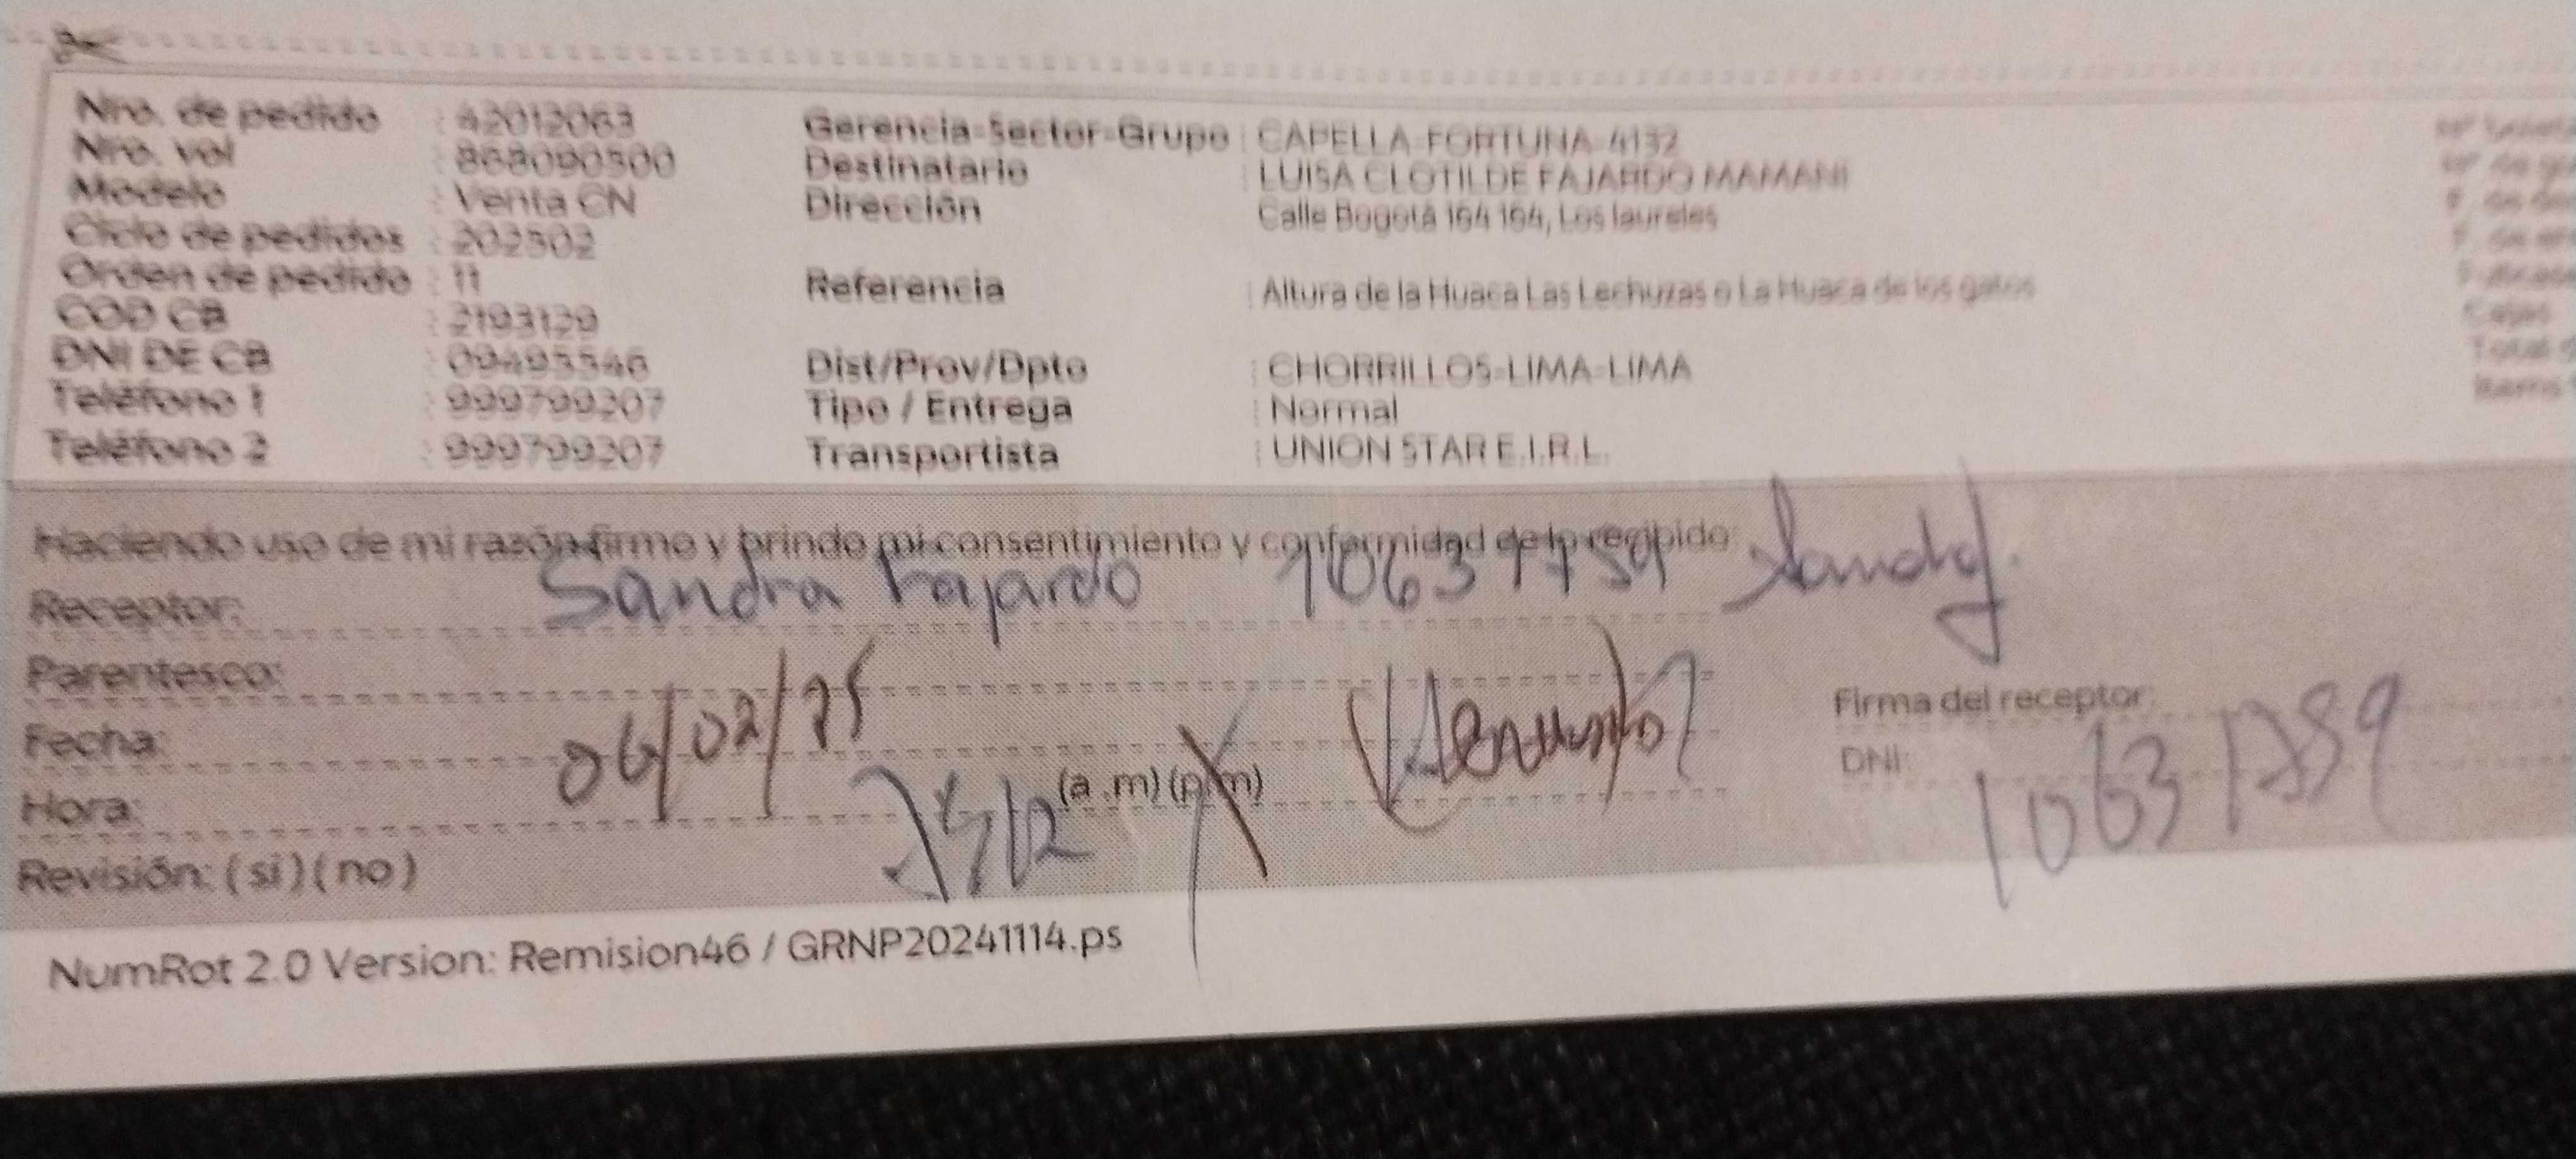 Nro. de pedido : 42012063
Nro. vol : 868090500
Modelo : Venta CN
Ciclo de pedidos : 202502
Orden de pedido : 11
COD CB : 2193129
DNI DE CB : 09495546
Teléfono 1 : 999799207
Teléfono 2 : 999799207
Gerencia-Sector-Grupo : CAPELLA-FORTUNA-4132
Destinatario : LUISA CLOTILDE FAJARDO MAMANI
Dirección : Calle Bogotá 194 194, Los laureles
Referencia : Altura de la Huaca Las Lechuzas o La Huaca de los gatos
Dist/Prov/Dpto : CHORRILLOS-LIMA-LIMA
Tipo / Entrega : Normal
Transportista : UNION STAR E.I.R.L.
Haciendo uso de mi razón firmo y brindo mi consentimiento y conformidad de lo recibido:
Receptor: Sandra Fajardo
Parentesco:
Fecha: 06/02/25
Hora: (a .m) (p.m)
Revisión: ( si ) ( no )
Firma del receptor:
DNI: 10631759
NumRot 2.0 Version: Remision46 / GRNP20241114.ps